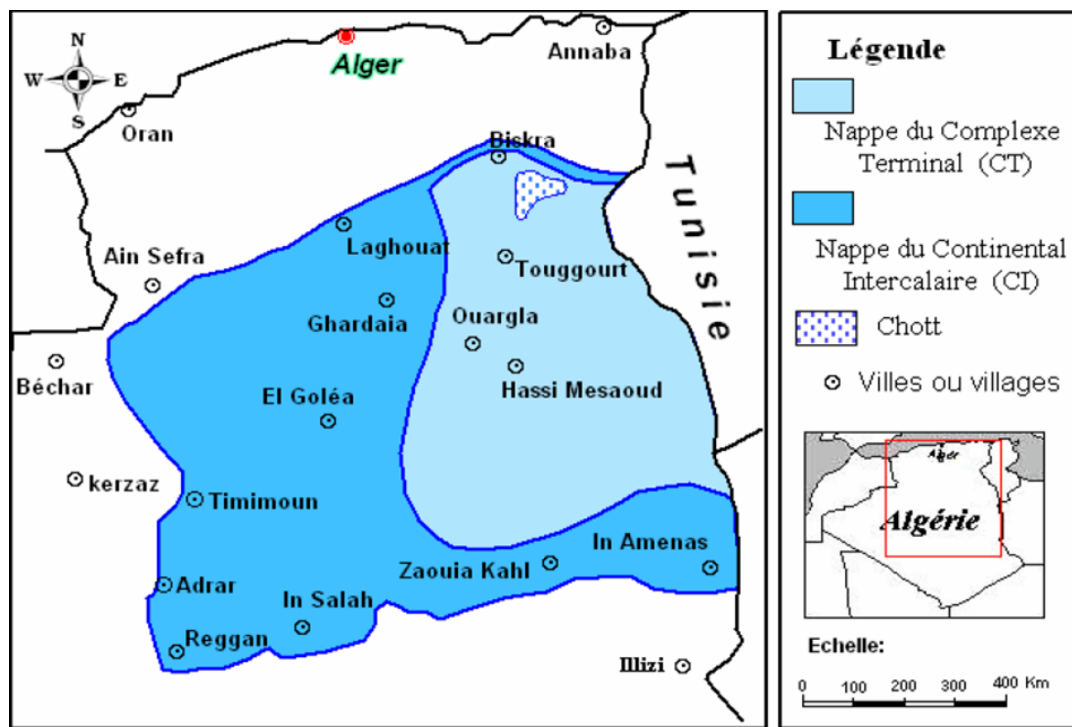 N
W E
S
Alger
Annaba
Oran
Biskra
Tunisie
Laghouat
Ain Sefra
Touggourt
Ghardaia
Ouargla
Béchar
Hassi Mesaoud
El Goléa
kerzaz
Timimoun
In Amenas
Zaouia Kahl
Adrar
In Salah
Reggan
Illizi
Légende
Nappe du Complexe
Terminal (CT)
Nappe du Continental
Intercalaire (CI)
Chott
Villes ou villages
Alger
Algérie
Echelle:
0 100 200 300 400 Km